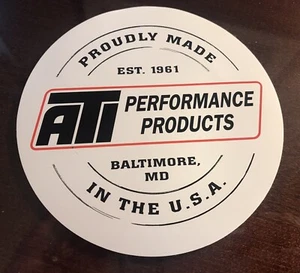 PROUDLY MADE
EST. 1961
ATI PERFORMANCE
PRODUCTS
BALTIMORE,
MD
IN THE U.S.A.